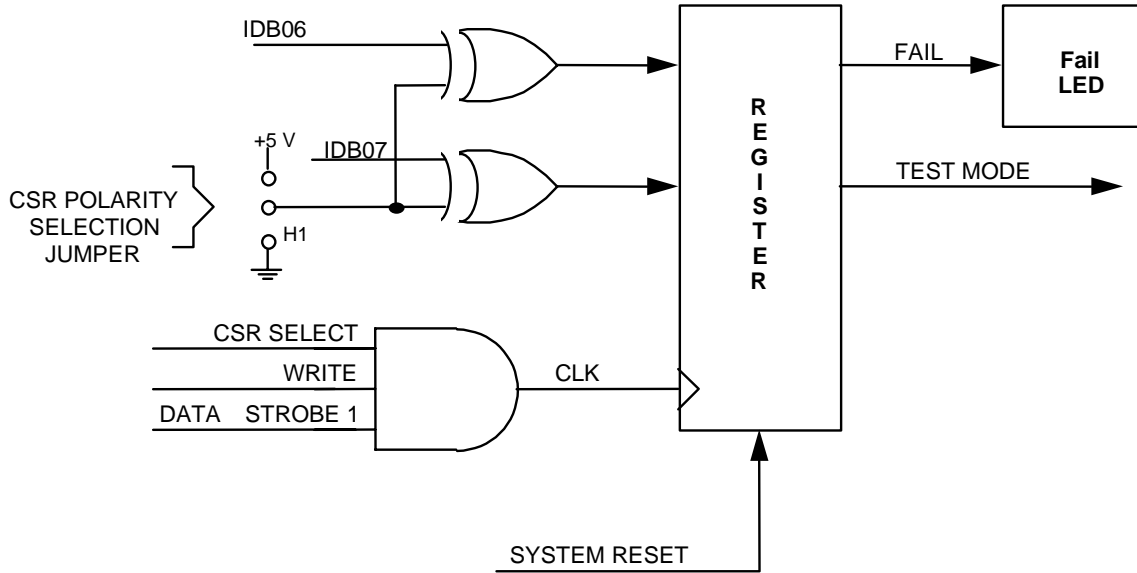 IDB06
FAIL
Fail
LED
REGISTER
+5 V
IDB07
TEST MODE
CSR POLARITY
SELECTION
JUMPER
H1
CSR SELECT
WRITE
CLK
DATA STROBE 1
SYSTEM RESET